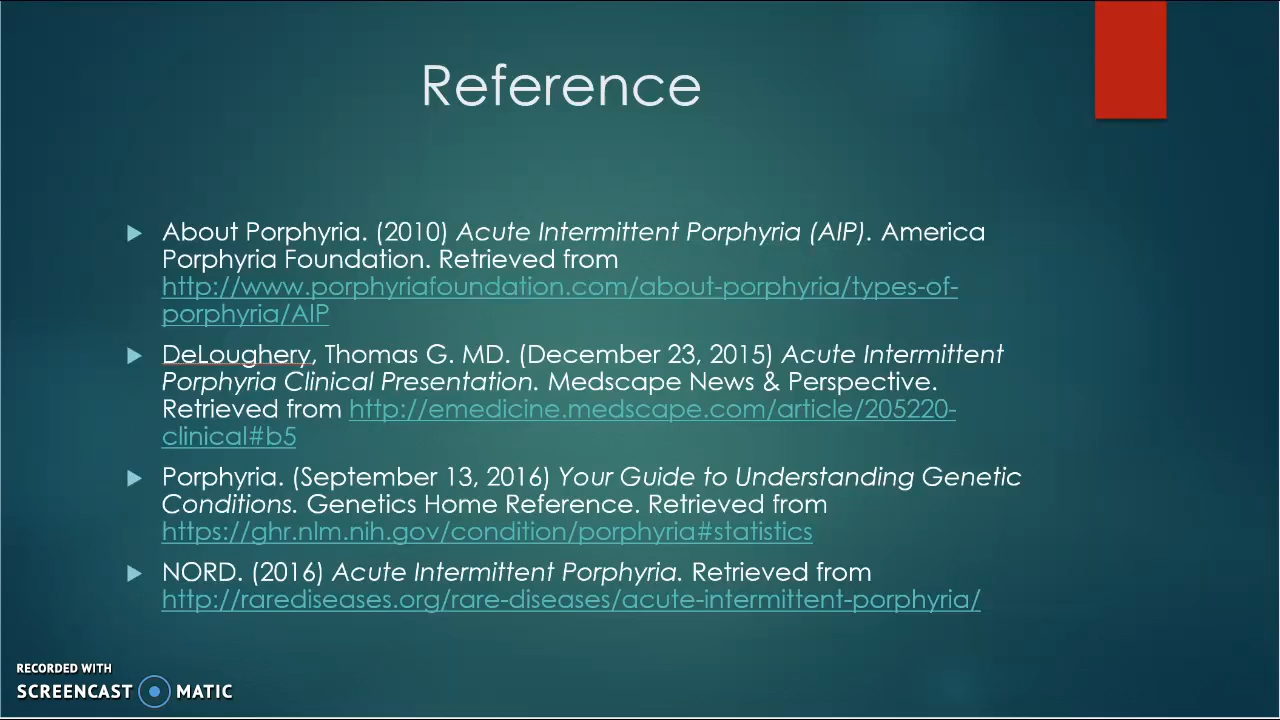 Reference
About Porphyria. (2010) Acute Intermittent Porphyria (AIP). America
Porphyria Foundation. Retrieved from
http://www.porphyriafoundation.com/about-porphyria/types-of-
porphyria/AIP
DeLoughery, Thomas G. MD. (December 23, 2015) Acute Intermittent
Porphyria Clinical Presentation. Medscape News & Perspective.
Retrieved from http://emedicine.medscape.com/article/205220-
clinical#b5
Porphyria. (September 13, 2016) Your Guide to Understanding Genetic
Conditions. Genetics Home Reference. Retrieved from
https://ghr.nlm.nih.gov/condition/porphyria#statistics
NORD. (2016) Acute Intermittent Porphyria. Retrieved from
http://rarediseases.org/rare-diseases/acute-intermittent-porphyria/
RECORDED WITH
SCREENCAST MATIC